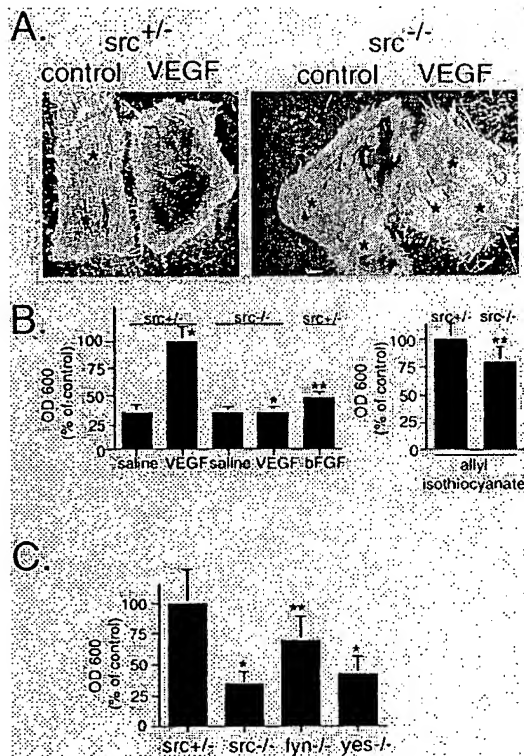 A.
src+/- src-/-
control VEGF control VEGF
B
src+/- src-/- src+/-
OD 600
(% of control)
100
75
50
25
saline VEGF saline VEGF bFGF
* * **
src+/- src-/-
OD 600
(% of control)
100
75
50
25
**
allyl
isothiocyanate
C.
OD 600
(% of control)
100
75
50
25
0
* ** *
src+/- src-/- fyn-/- yes-/-